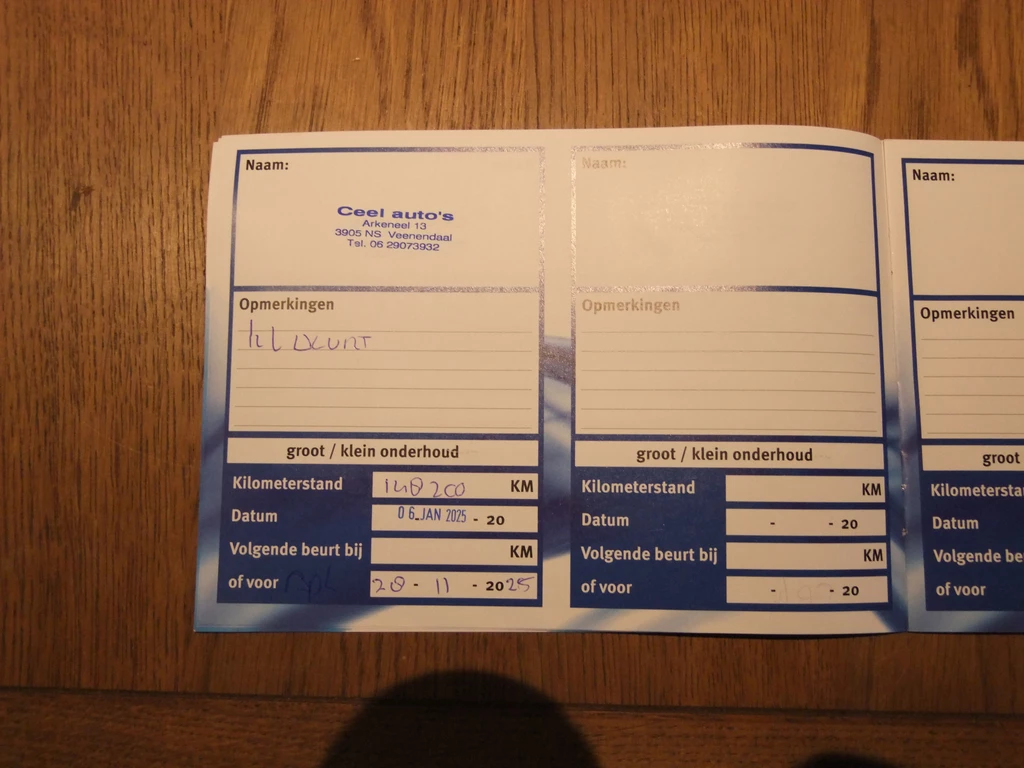 Naam:
Ceel auto's
Arkeneel 13
3905 NS Veenendaal
Tel. 06 29073932
Opmerkingen
kl beurt
groot / klein onderhoud
Kilometerstand 148200 KM
Datum 06 JAN 2025 - 20
Volgende beurt bij KM
of voor apk 28 - 11 - 2025
Naam:
Opmerkingen
groot / klein onderhoud
Kilometerstand KM
Datum - - 20
Volgende beurt bij KM
of voor - - 20
Naam:
Opmerkingen
groot
Kilometerstan
Datum
Volgende be
of voor